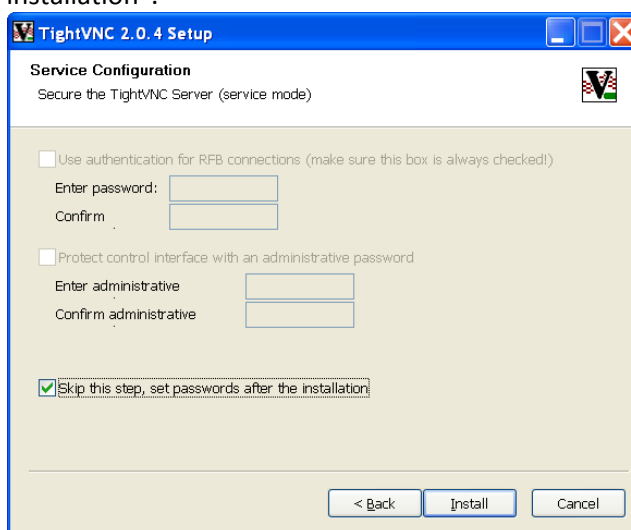 installation".
TightVNC 2.0.4 Setup
Service Configuration
Secure the TightVNC Server (service mode)
Use authentication for RFB connections (make sure this box is always checked!)
Enter password:
Confirm
Protect control interface with an administrative password
Enter administrative
Confirm administrative
Skip this step, set passwords after the installation
< Back Install Cancel